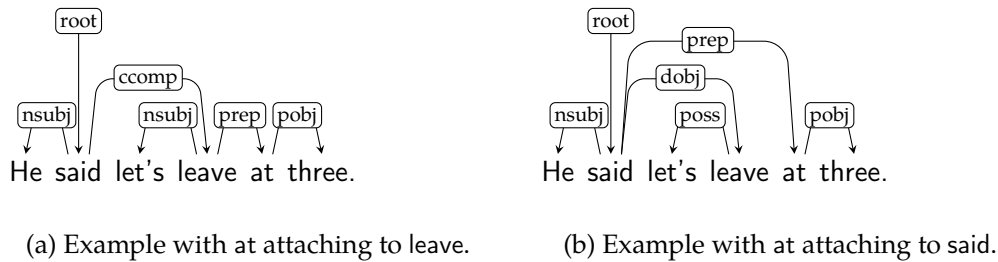 root root
prep
ccomp dobj
nsubj nsubj prep pobj nsubj poss pobj
He said let's leave at three. He said let's leave at three.
(a) Example with at attaching to leave. (b) Example with at attaching to said.